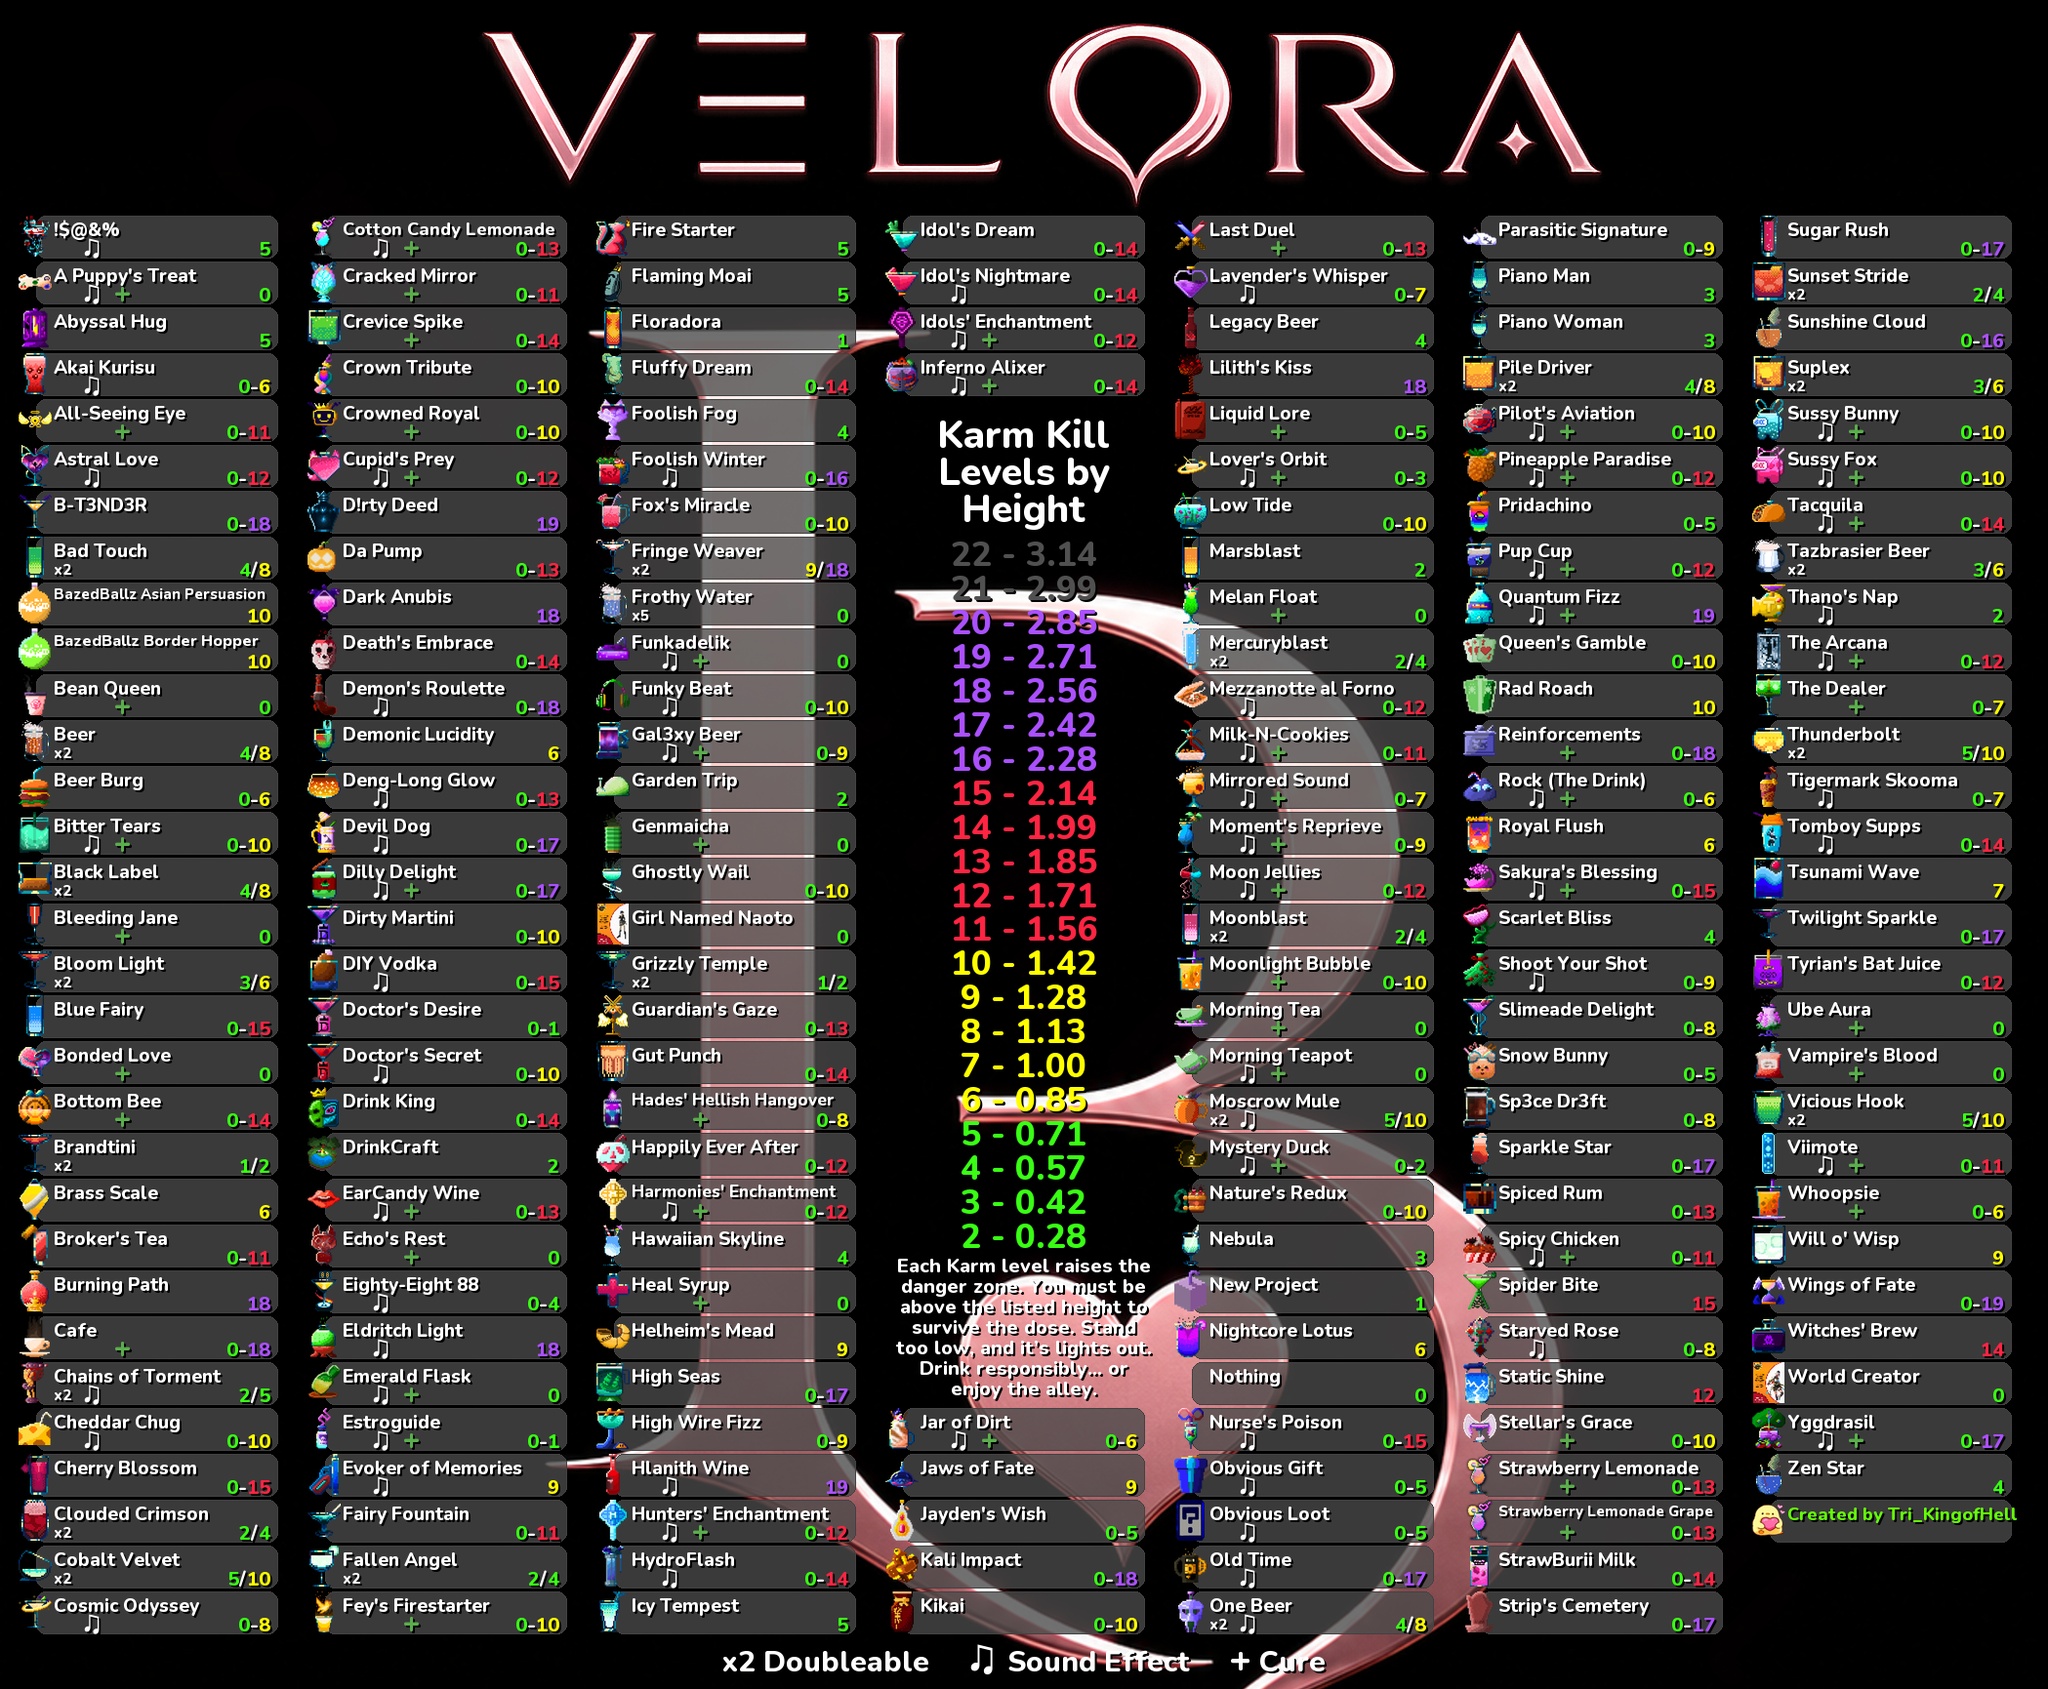 VELORA
!$@&%
♫ 5
A Puppy's Treat
♫ + 0
Abyssal Hug
5
Akai Kurisu
♫ 0-6
All-Seeing Eye
+ 0-11
Astral Love
♫ 0-12
B-T3ND3R
0-18
Bad Touch
x2 4/8
BazedBallz Asian Persuasion
10
BazedBallz Border Hopper
10
Bean Queen
+ 0
Beer
x2 4/8
Beer Burg
0-6
Bitter Tears
♫ + 0-10
Black Label
x2 4/8
Bleeding Jane
+ 0
Bloom Light
x2 3/6
Blue Fairy
0-15
Bonded Love
+ 0
Bottom Bee
+ 0-14
Brandtini
x2 1/2
Brass Scale
6
Broker's Tea
0-11
Burning Path
18
Cafe
+ 0-18
Chains of Torment
x2 ♫ 2/5
Cheddar Chug
♫ 0-10
Cherry Blossom
0-15
Clouded Crimson
x2 2/4
Cobalt Velvet
x2 5/10
Cosmic Odyssey
♫ 0-8
Cotton Candy Lemonade
♫ + 0-13
Cracked Mirror
+ 0-11
Crevice Spike
+ 0-14
Crown Tribute
0-10
Crowned Royal
+ 0-10
Cupid's Prey
♫ + 0-12
D!rty Deed
19
Da Pump
0-13
Dark Anubis
18
Death's Embrace
0-14
Demon's Roulette
♫ 0-18
Demonic Lucidity
6
Deng-Long Glow
♫ 0-13
Devil Dog
♫ 0-17
Dilly Delight
♫ + 0-17
Dirty Martini
0-10
DIY Vodka
♫ 0-15
Doctor's Desire
0-1
Doctor's Secret
♫ 0-10
Drink King
0-14
DrinkCraft
2
EarCandy Wine
♫ + 0-13
Echo's Rest
+ 0
Eighty-Eight 88
♫ 0-4
Eldritch Light
♫ 18
Emerald Flask
♫ + 0
Estroguide
♫ + 0-1
Evoker of Memories
♫ 9
Fairy Fountain
0-11
Fallen Angel
x2 2/4
Fey's Firestarter
+ 0-10
Fire Starter
5
Flaming Moai
5
Floradora
1
Fluffy Dream
0-14
Foolish Fog
4
Foolish Winter
♫ 0-16
Fox's Miracle
0-10
Fringe Weaver
x2 9/18
Frothy Water
x5 0
Funkadelik
♫ + 0
Funky Beat
♫ 0-10
Gal3xy Beer
♫ + 0-9
Garden Trip
2
Genmaicha
+ 0
Ghostly Wail
0-10
Girl Named Naoto
0
Grizzly Temple
x2 1/2
Guardian's Gaze
0-13
Gut Punch
0-14
Hades' Hellish Hangover
+ 0-8
Happily Ever After
0-12
Harmonies' Enchantment
♫ + 0-12
Hawaiian Skyline
4
Heal Syrup
+ 0
Helheim's Mead
9
High Seas
0-17
High Wire Fizz
0-9
Hlanith Wine
♫ 19
Hunters' Enchantment
♫ + 0-12
HydroFlash
♫ 0-14
Icy Tempest
5
Idol's Dream
0-14
Idol's Nightmare
♫ 0-14
Idols' Enchantment
♫ + 0-12
Inferno Alixer
♫ + 0-14
Karm Kill
Levels by
Height
22 - 3.14
21 - 2.99
20 - 2.85
19 - 2.71
18 - 2.56
17 - 2.42
16 - 2.28
15 - 2.14
14 - 1.99
13 - 1.85
12 - 1.71
11 - 1.56
10 - 1.42
9 - 1.28
8 - 1.13
7 - 1.00
6 - 0.85
5 - 0.71
4 - 0.57
3 - 0.42
2 - 0.28
Each Karm level raises the
danger zone. You must be
above the listed height to
survive the dose. Stand
too low, and it's lights out.
Drink responsibly... or
enjoy the alley.
Jar of Dirt
♫ + 0-6
Jaws of Fate
9
Jayden's Wish
0-5
Kali Impact
0-18
Kikai
0-10
Last Duel
+ 0-13
Lavender's Whisper
♫ 0-7
Legacy Beer
4
Lilith's Kiss
18
Liquid Lore
+ 0-5
Lover's Orbit
♫ + 0-3
Low Tide
0-10
Marsblast
2
Melan Float
+ 0
Mercuryblast
x2 2/4
Mezzanotte al Forno
♫ 0-12
Milk-N-Cookies
♫ + 0-11
Mirrored Sound
♫ + 0-7
Moment's Reprieve
♫ + 0-9
Moon Jellies
♫ + 0-12
Moonblast
x2 2/4
Moonlight Bubble
+ 0-10
Morning Tea
+ 0
Morning Teapot
♫ + 0
Moscrow Mule
x2 ♫ 5/10
Mystery Duck
♫ + 0-2
Nature's Redux
0-10
Nebula
3
New Project
1
Nightcore Lotus
6
Nothing
0
Nurse's Poison
♫ 0-15
Obvious Gift
♫ 0-5
Obvious Loot
♫ 0-5
Old Time
♫ 0-17
One Beer
x2 ♫ 4/8
Parasitic Signature
0-9
Piano Man
3
Piano Woman
3
Pile Driver
x2 4/8
Pilot's Aviation
♫ + 0-10
Pineapple Paradise
♫ + 0-12
Pridachino
0-5
Pup Cup
♫ + 0-12
Quantum Fizz
♫ + 19
Queen's Gamble
0-10
Rad Roach
10
Reinforcements
+ 0-18
Rock (The Drink)
♫ + 0-6
Royal Flush
6
Sakura's Blessing
♫ + 0-15
Scarlet Bliss
4
Shoot Your Shot
♫ 0-9
Slimeade Delight
0-8
Snow Bunny
0-5
Sp3ce Dr3ft
0-8
Sparkle Star
0-17
Spiced Rum
0-13
Spicy Chicken
♫ + 0-11
Spider Bite
15
Starved Rose
♫ 0-8
Static Shine
12
Stellar's Grace
+ 0-10
Strawberry Lemonade
+ 0-13
Strawberry Lemonade Grape
+ 0-13
StrawBurii Milk
0-14
Strip's Cemetery
0-17
Sugar Rush
0-17
Sunset Stride
x2 2/4
Sunshine Cloud
0-16
Suplex
x2 3/6
Sussy Bunny
♫ + 0-10
Sussy Fox
♫ + 0-10
Tacquila
♫ + 0-14
Tazbrasier Beer
x2 3/6
Thano's Nap
♫ 2
The Arcana
♫ + 0-12
The Dealer
+ 0-7
Thunderbolt
x2 5/10
Tigermark Skooma
♫ 0-7
Tomboy Supps
♫ 0-14
Tsunami Wave
7
Twilight Sparkle
0-17
Tyrian's Bat Juice
0-12
Ube Aura
+ 0
Vampire's Blood
♫ + 0
Vicious Hook
x2 5/10
Viimote
♫ + 0-11
Whoopsie
+ 0-6
Will o' Wisp
9
Wings of Fate
0-19
Witches' Brew
14
World Creator
0
Yggdrasil
♫ + 0-17
Zen Star
4
Created by Tri_KingofHell
x2 Doubleable ♫ Sound Effect + Cure